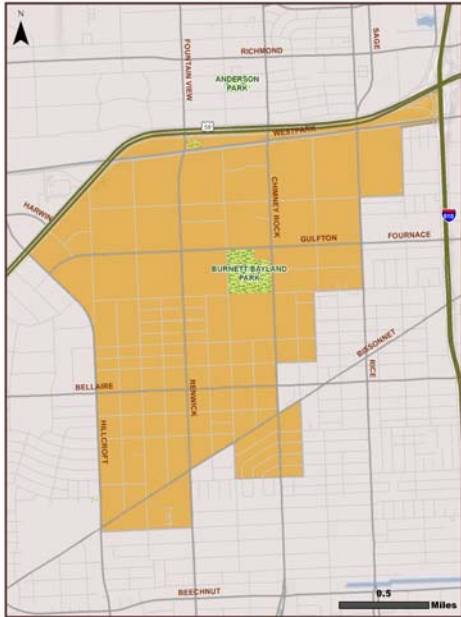 N
RICHMOND
FOUNTAIN VIEW
SAGE
ANDERSON
PARK
59
WESTPARK
HARWIN
CHIMNEY ROCK
610
GULFTON
FOURNACE
BURNETT BAYLAND
PARK
BISSONNET
BELLAIRE
RENWICK
RICE
HILLCROFT
BEECHNUT
0.5
Miles